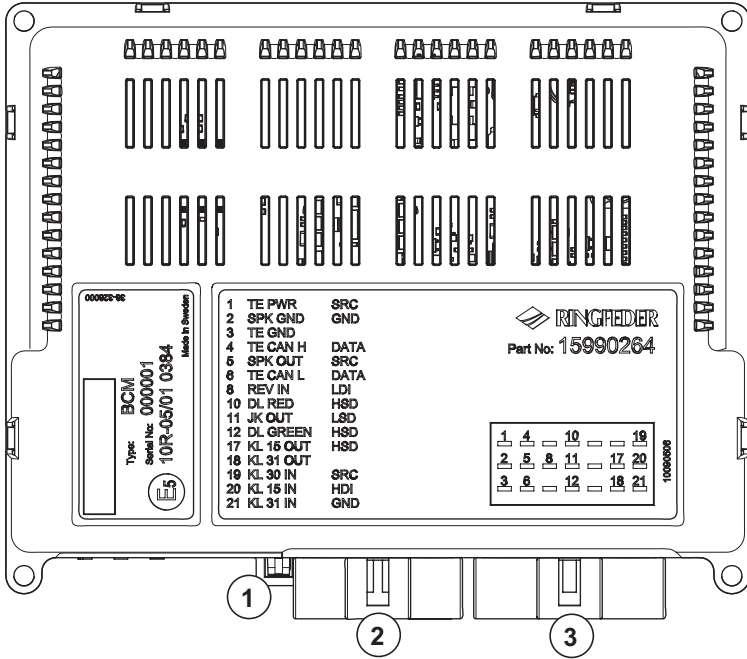 38-325000
Type: BCM
Serial No: 000001
10R-05/01 0384
Made in Sweden
E5
1 TE PWR SRC
2 SPK GND GND
3 TE GND
4 TE CAN H DATA
5 SPK OUT SRC
6 TE CAN L DATA
8 REV IN LDI
10 DL RED HSD
11 JK OUT LSD
12 DL GREEN HSD
17 KL 15 OUT HSD
18 KL 31 OUT
19 KL 30 IN SRC
20 KL 15 IN HDI
21 KL 31 IN GND
RINGFEDER
Part No: 15990264
1 4 10 19
2 5 8 11 17 20
3 6 12 18 21
10090506
1
2
3